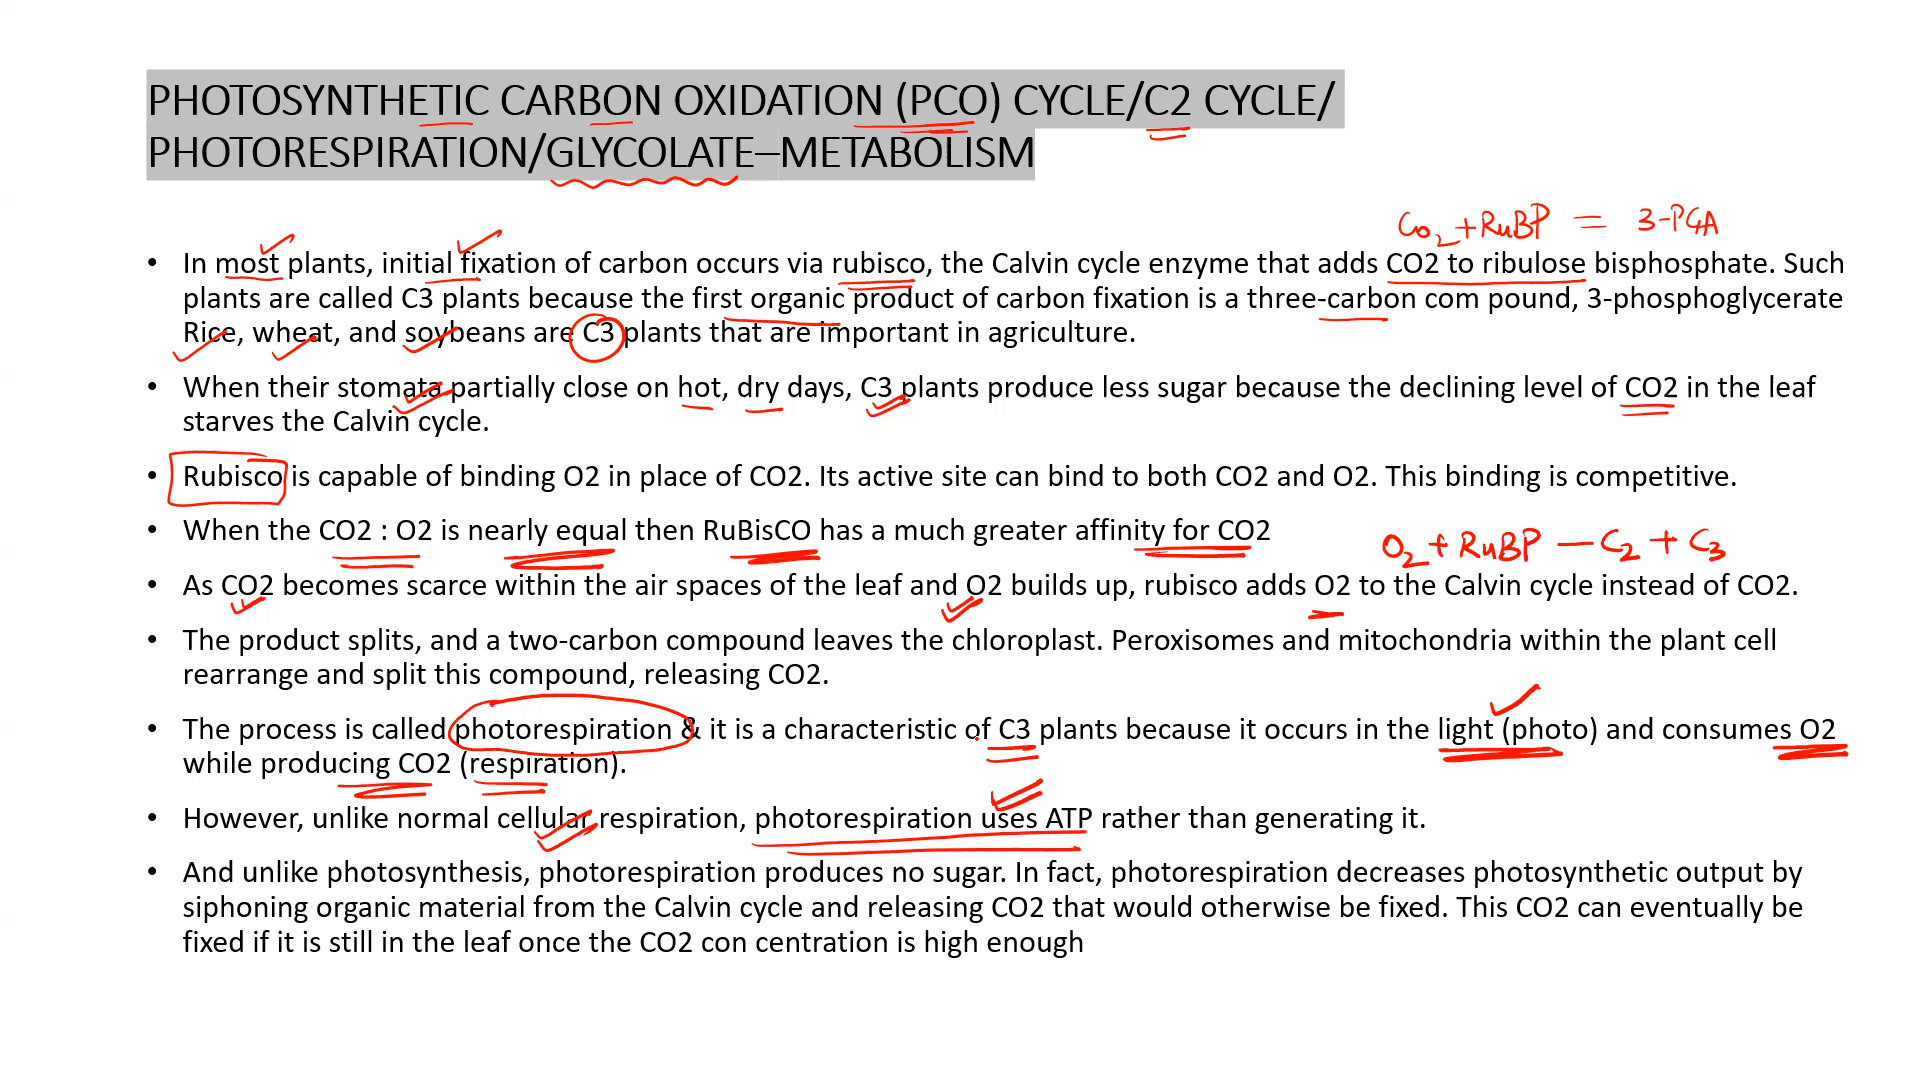 PHOTOSYNTHETIC CARBON OXIDATION (PCO) CYCLE/C2 CYCLE/
PHOTORESPIRATION/GLYCOLATE–METABOLISM
CO2 + RuBP = 3-PGA
• In most plants, initial fixation of carbon occurs via rubisco, the Calvin cycle enzyme that adds CO2 to ribulose bisphosphate. Such
plants are called C3 plants because the first organic product of carbon fixation is a three-carbon com pound, 3-phosphoglycerate
Rice, wheat, and soybeans are C3 plants that are important in agriculture.
• When their stomata partially close on hot, dry days, C3 plants produce less sugar because the declining level of CO2 in the leaf
starves the Calvin cycle.
• Rubisco is capable of binding O2 in place of CO2. Its active site can bind to both CO2 and O2. This binding is competitive.
• When the CO2 : O2 is nearly equal then RuBisCO has a much greater affinity for CO2
O2 + RuBP — C2 + C3
• As CO2 becomes scarce within the air spaces of the leaf and O2 builds up, rubisco adds O2 to the Calvin cycle instead of CO2.
• The product splits, and a two-carbon compound leaves the chloroplast. Peroxisomes and mitochondria within the plant cell
rearrange and split this compound, releasing CO2.
• The process is called photorespiration & it is a characteristic of C3 plants because it occurs in the light (photo) and consumes O2
while producing CO2 (respiration).
• However, unlike normal cellular respiration, photorespiration uses ATP rather than generating it.
• And unlike photosynthesis, photorespiration produces no sugar. In fact, photorespiration decreases photosynthetic output by
siphoning organic material from the Calvin cycle and releasing CO2 that would otherwise be fixed. This CO2 can eventually be
fixed if it is still in the leaf once the CO2 con centration is high enough